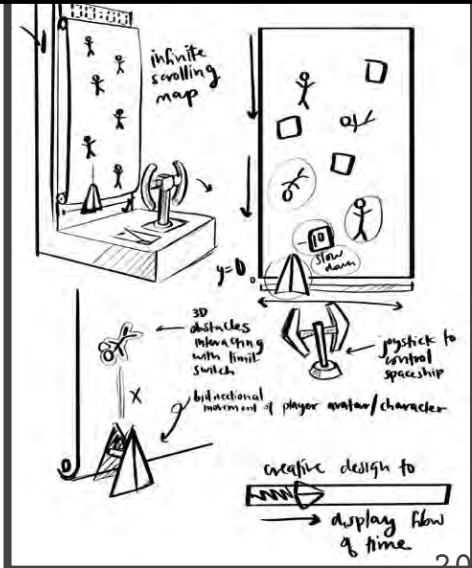 infinite
scrolling
map
-10
slow
down
y=0
3D
obstacles
interacting
with limit
switch
X
bidirectional
movement of player avatar/character
joystick to
control
spaceship
creative design to
display flow
of time
20